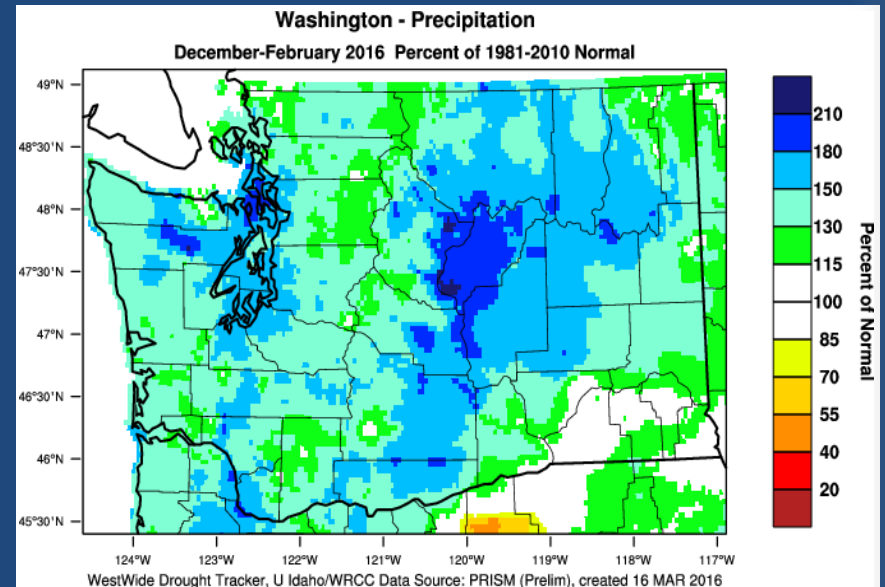 Washington - Precipitation
December-February 2016 Percent of 1981-2010 Normal
49°N
48°30'N
48°N
47°30'N
47°N
46°30'N
46°N
45°30'N
124°W 123°W 122°W 121°W 120°W 119°W 118°W 117°W
210
180
150
130
115
100
85
70
55
40
20
Percent of Normal
WestWide Drought Tracker, U Idaho/WRCC Data Source: PRISM (Prelim), created 16 MAR 2016